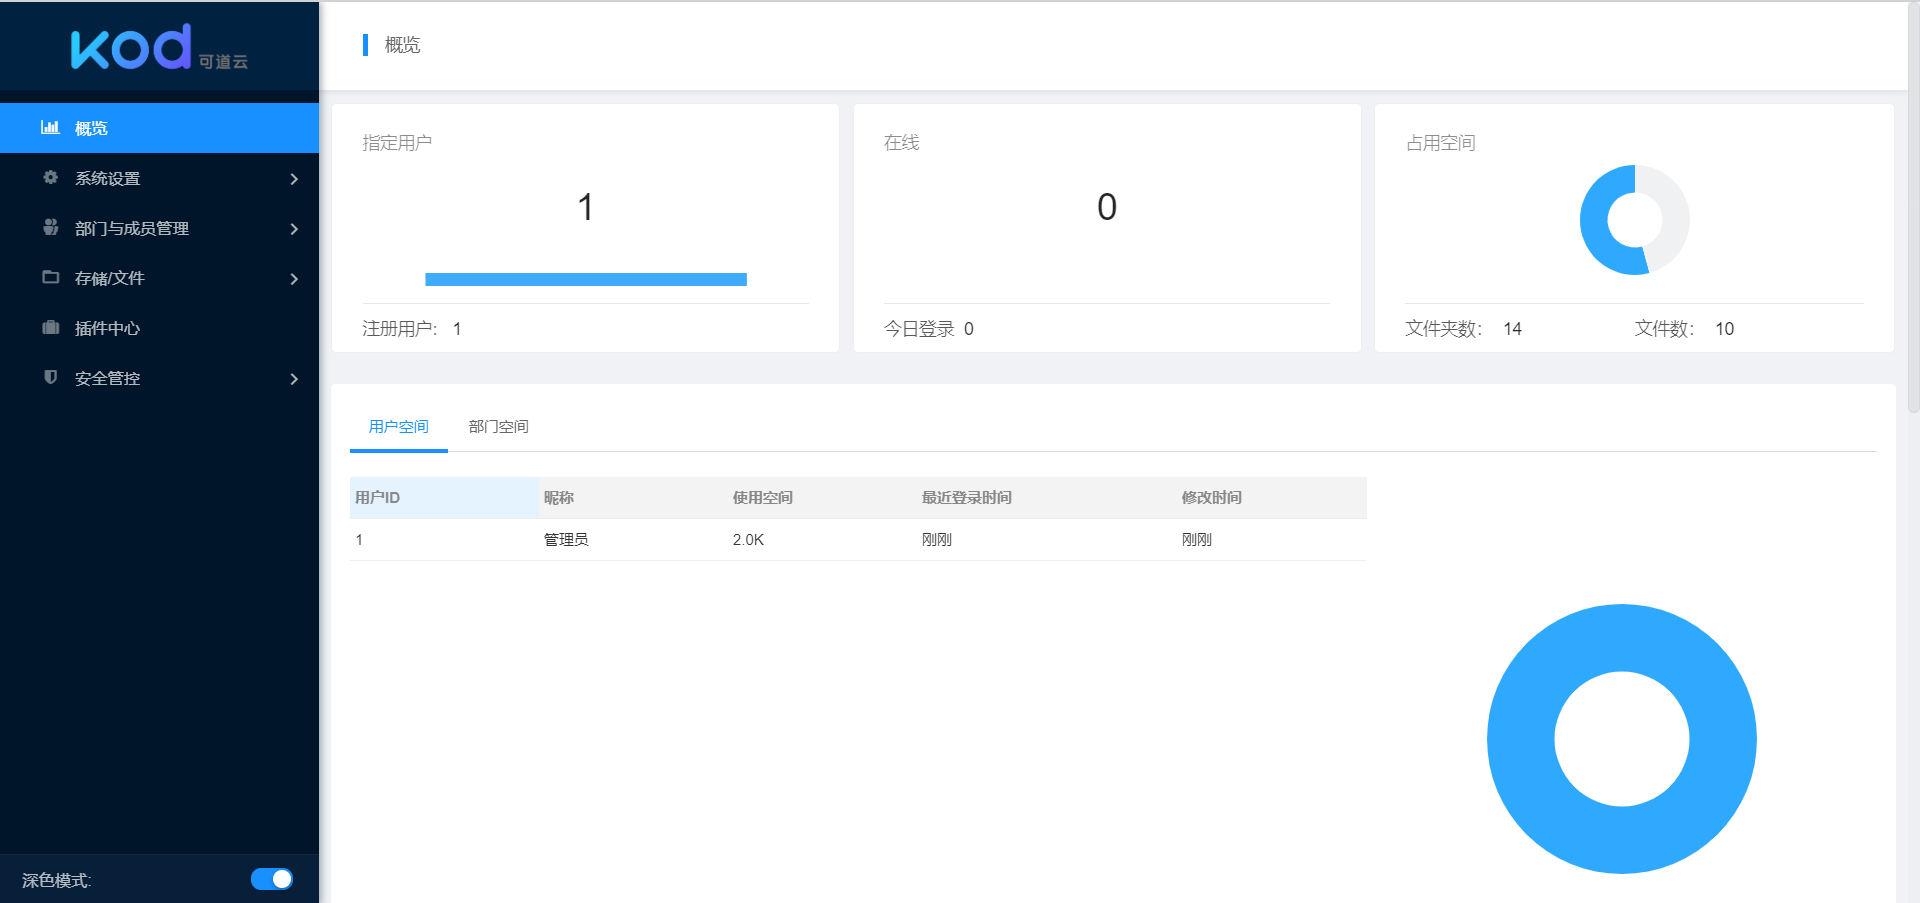 kod 可道云
概览
系统设置
部门与成员管理
存储/文件
插件中心
安全管控
深色模式:
概览
指定用户
1
注册用户: 1
在线
0
今日登录 0
占用空间
文件夹数: 14 文件数: 10
用户空间 部门空间
用户ID 昵称 使用空间 最近登录时间 修改时间
1 管理员 2.0K 刚刚 刚刚